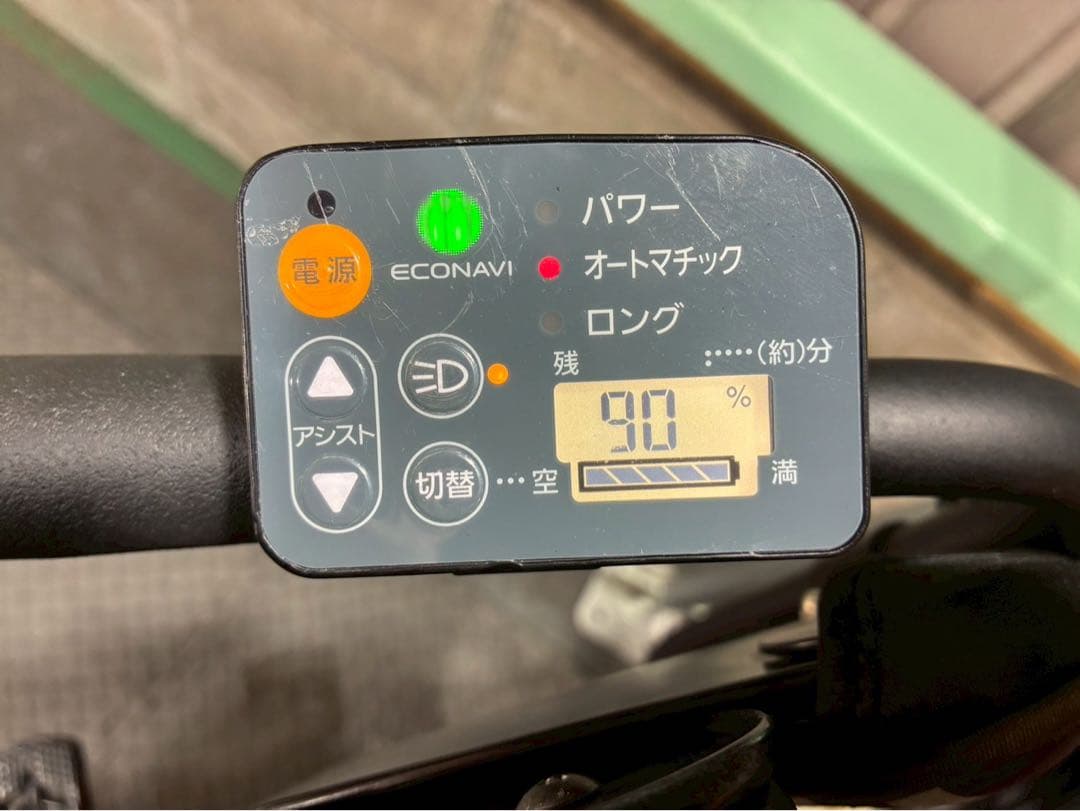 電源
ECONAVI
パワー
オートマチック
ロング
アシスト
切替
残
(約)分
90 %
…空
満